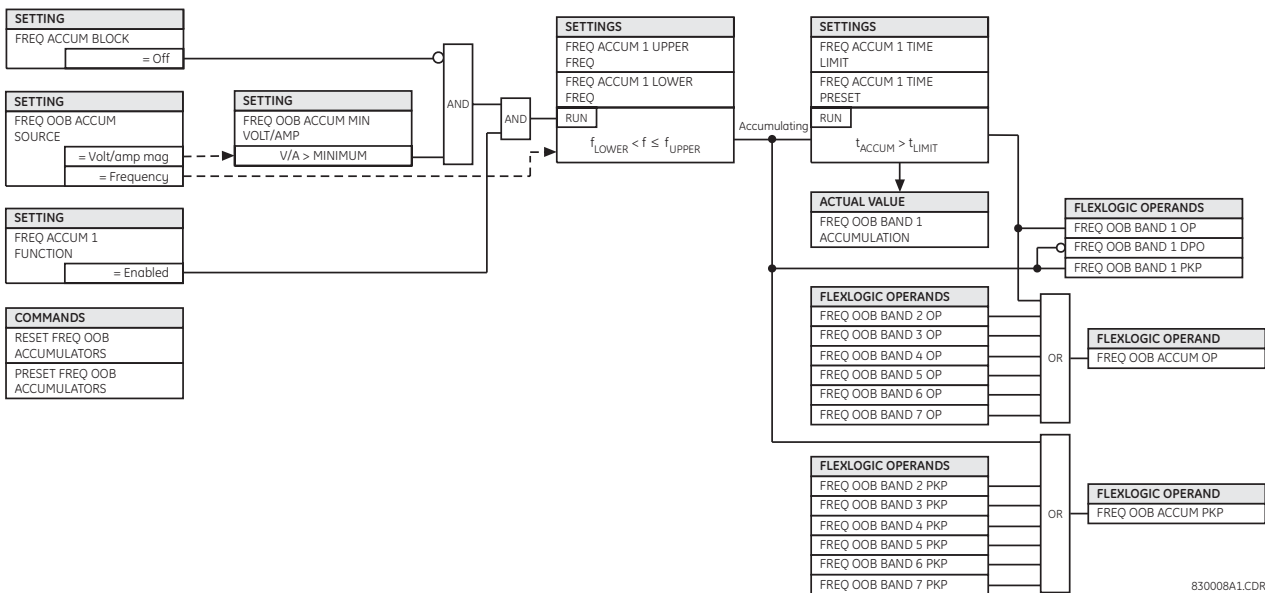 SETTING
FREQ ACCUM BLOCK
= Off
SETTING
FREQ OOB ACCUM
SOURCE
= Volt/amp mag
= Frequency
SETTING
FREQ OOB ACCUM MIN
VOLT/AMP
V/A > MINIMUM
SETTING
FREQ ACCUM 1
FUNCTION
= Enabled
COMMANDS
RESET FREQ OOB
ACCUMULATORS
PRESET FREQ OOB
ACCUMULATORS
AND
AND
SETTINGS
FREQ ACCUM 1 UPPER
FREQ
FREQ ACCUM 1 LOWER
FREQ
RUN
fLOWER < f ≤ fUPPER
Accumulating
SETTINGS
FREQ ACCUM 1 TIME
LIMIT
FREQ ACCUM 1 TIME
PRESET
RUN
tACCUM > tLIMIT
ACTUAL VALUE
FREQ OOB BAND 1
ACCUMULATION
FLEXLOGIC OPERANDS
FREQ OOB BAND 1 OP
FREQ OOB BAND 1 DPO
FREQ OOB BAND 1 PKP
FLEXLOGIC OPERANDS
FREQ OOB BAND 2 OP
FREQ OOB BAND 3 OP
FREQ OOB BAND 4 OP
FREQ OOB BAND 5 OP
FREQ OOB BAND 6 OP
FREQ OOB BAND 7 OP
OR
FLEXLOGIC OPERAND
FREQ OOB ACCUM OP
FLEXLOGIC OPERANDS
FREQ OOB BAND 2 PKP
FREQ OOB BAND 3 PKP
FREQ OOB BAND 4 PKP
FREQ OOB BAND 5 PKP
FREQ OOB BAND 6 PKP
FREQ OOB BAND 7 PKP
OR
FLEXLOGIC OPERAND
FREQ OOB ACCUM PKP
830008A1.CDR